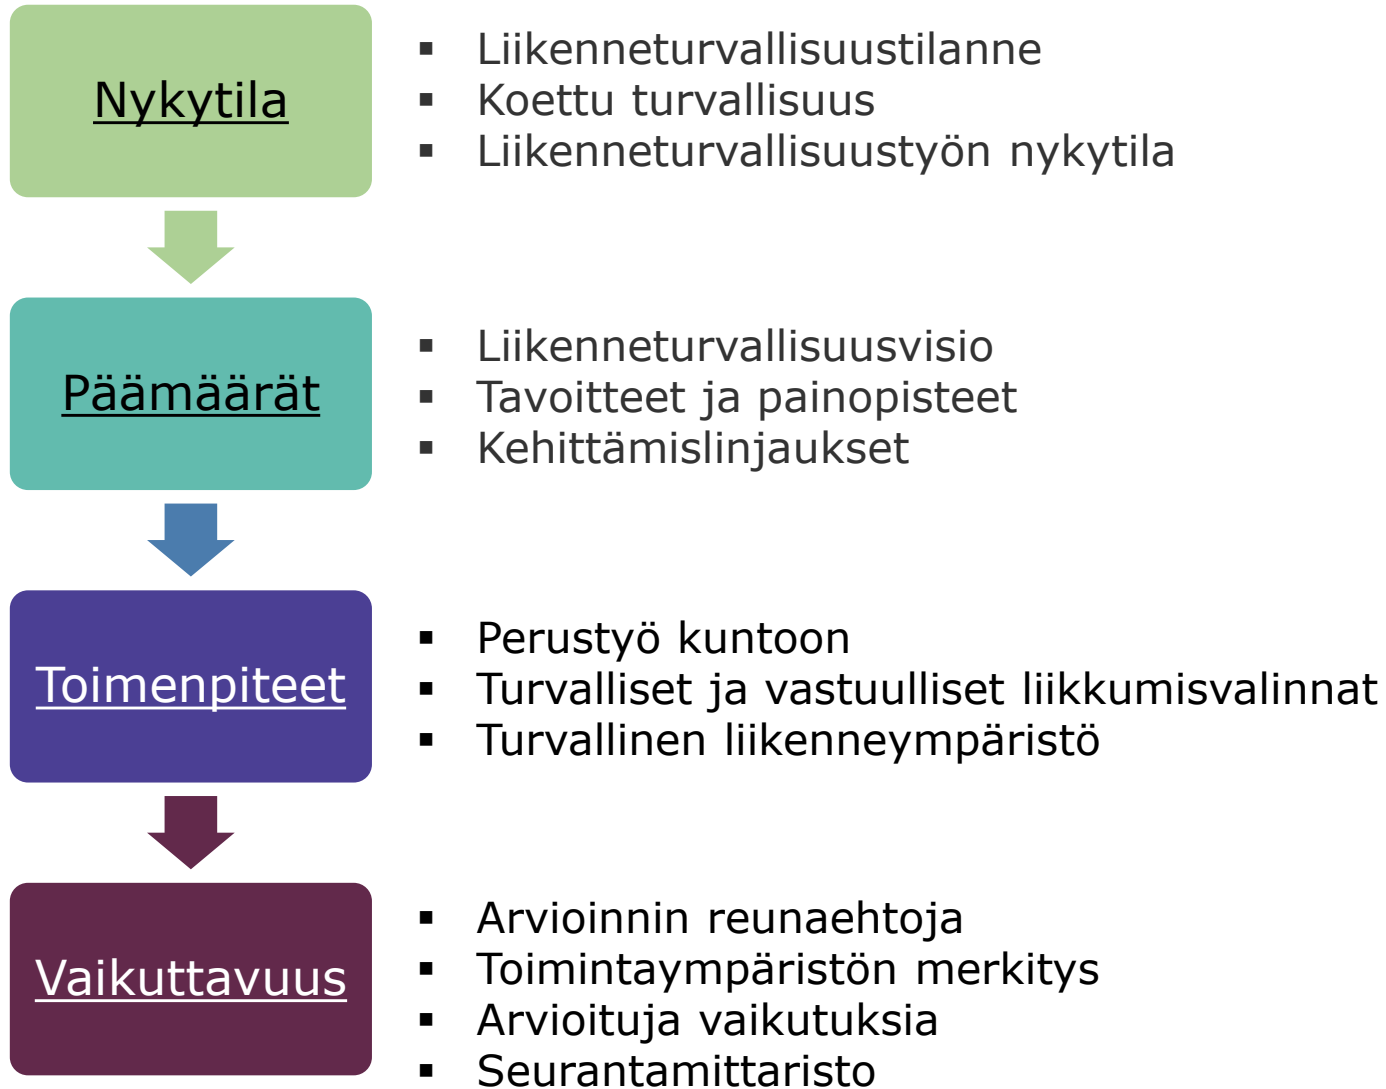 Nykytila
▪ Liikenneturvallisuustilanne
▪ Koettu turvallisuus
▪ Liikenneturvallisuustyön nykytila
Päämäärät
▪ Liikenneturvallisuusvisio
▪ Tavoitteet ja painopisteet
▪ Kehittämislinjaukset
Toimenpiteet
▪ Perustyö kuntoon
▪ Turvalliset ja vastuulliset liikkumisvalinnat
▪ Turvallinen liikenneympäristö
Vaikuttavuus
▪ Arvioinnin reunaehtoja
▪ Toimintaympäristön merkitys
▪ Arvioituja vaikutuksia
▪ Seurantamittaristo